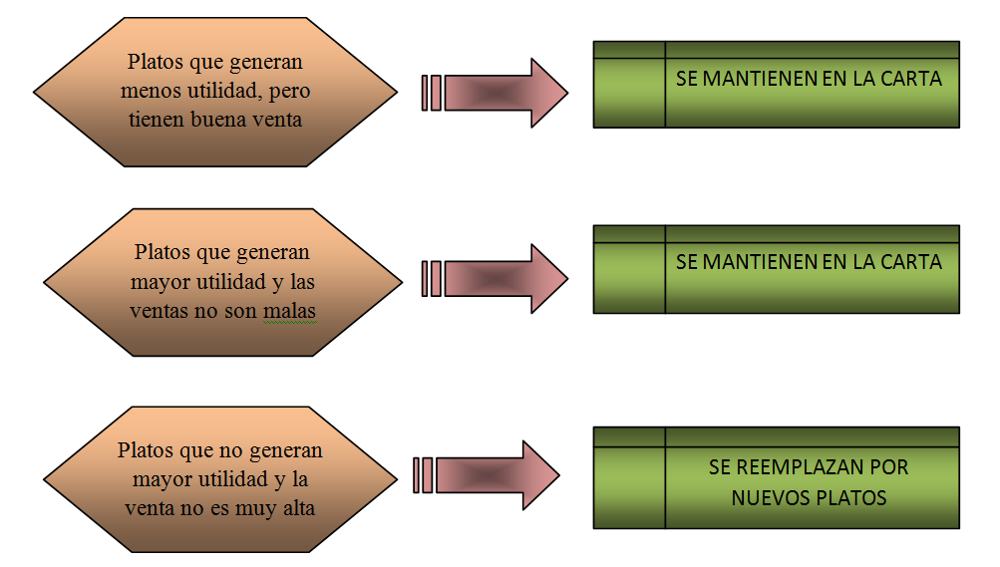 Platos que generan
menos utilidad, pero
tienen buena venta
SE MANTIENEN EN LA CARTA
Platos que generan
mayor utilidad y las
ventas no son malas
SE MANTIENEN EN LA CARTA
Platos que no generan
mayor utilidad y la
venta no es muy alta
SE REEMPLAZAN POR
NUEVOS PLATOS